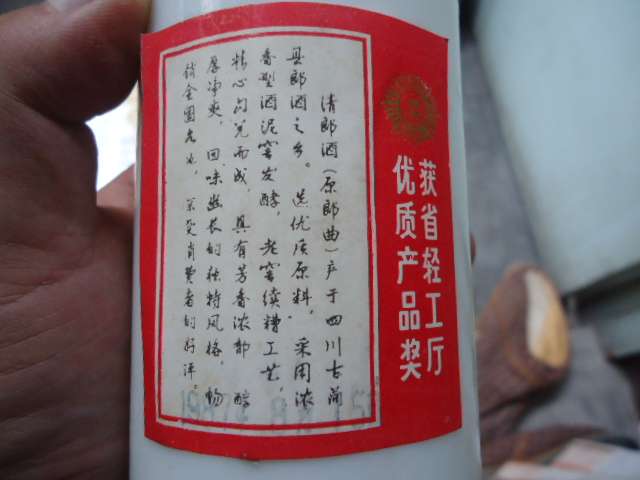 获省轻工厅
优质产品奖
清郎酒(原郎曲)产于四川古蔺
县郎酒之乡。选优质原料,采用浓
香型酒泥窖发酵,老窖续糟工艺,
精心勾兑而成,具有芳香浓郁,醇
厚净爽,回味悠长的独特风格,畅
销全国各地,深受消费者的好评。